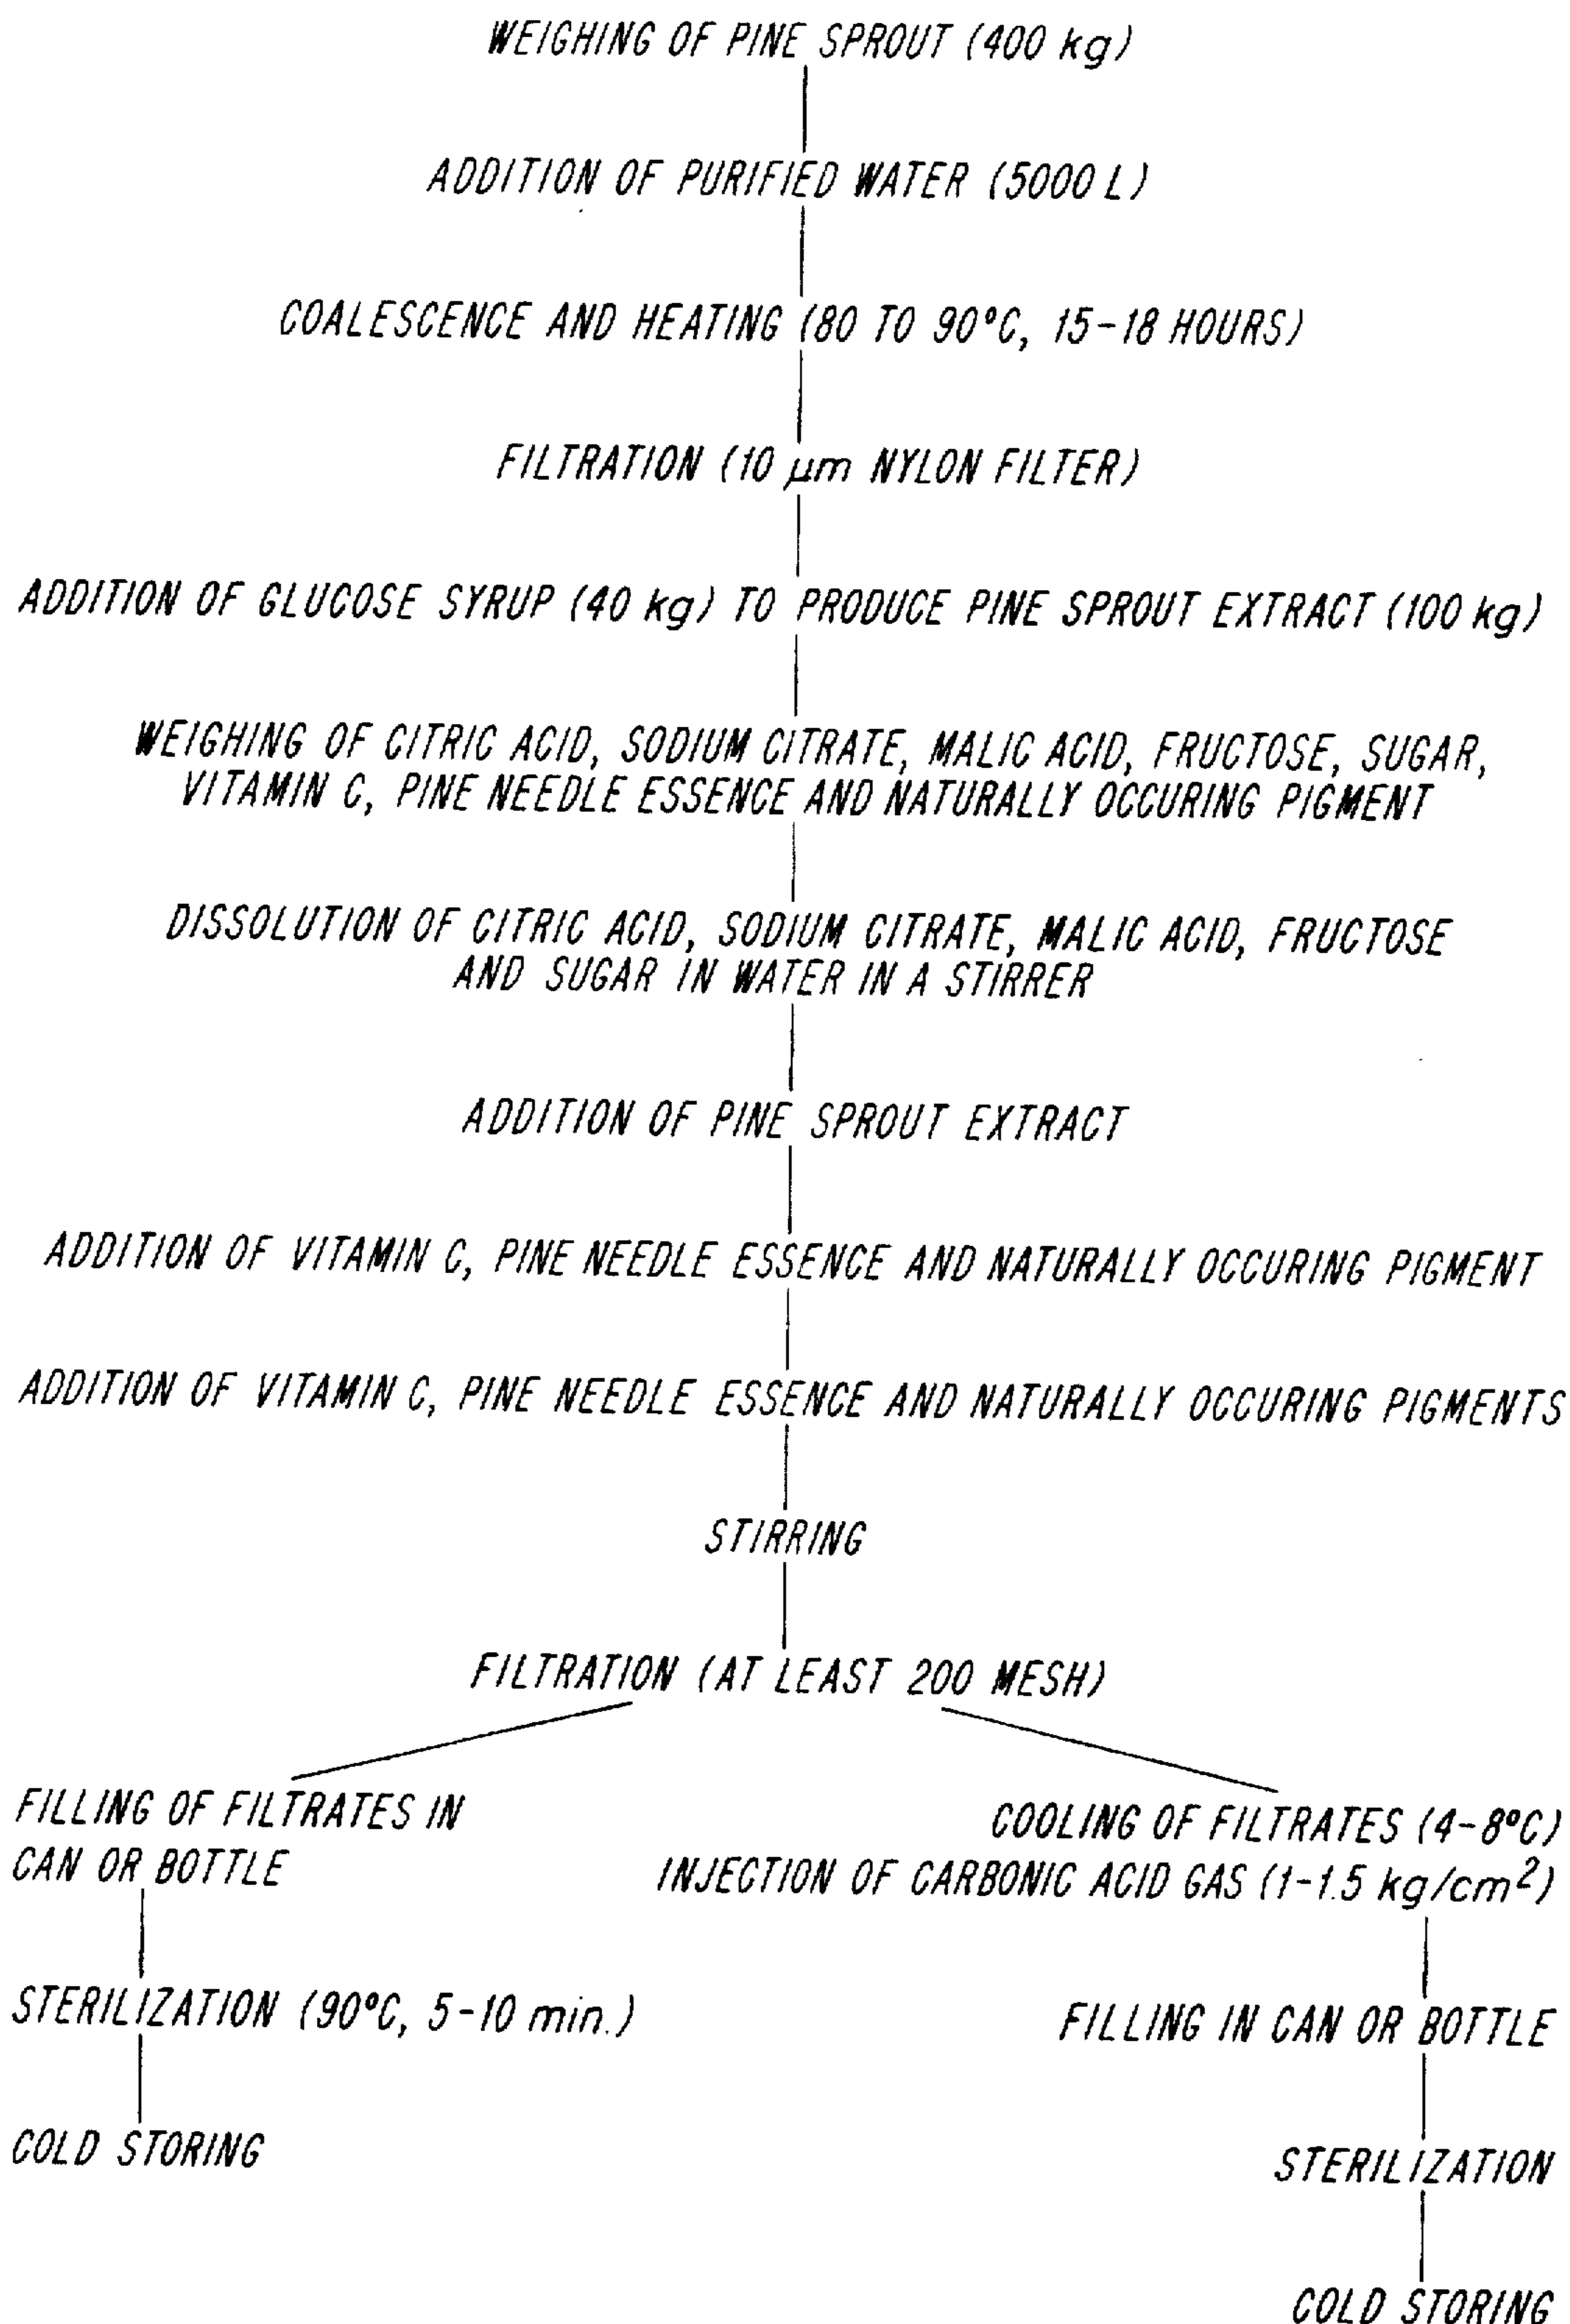 WEIGHING OF PINE SPROUT (400 kg)
ADDITION OF PURIFIED WATER (5000 L)
COALESCENCE AND HEATING (80 TO 90°C, 15-18 HOURS)
FILTRATION (10 µm NYLON FILTER)
ADDITION OF GLUCOSE SYRUP (40 kg) TO PRODUCE PINE SPROUT EXTRACT (100 kg)
WEIGHING OF CITRIC ACID, SODIUM CITRATE, MALIC ACID, FRUCTOSE, SUGAR,
VITAMIN C, PINE NEEDLE ESSENCE AND NATURALLY OCCURING PIGMENT
DISSOLUTION OF CITRIC ACID, SODIUM CITRATE, MALIC ACID, FRUCTOSE
AND SUGAR IN WATER IN A STIRRER
ADDITION OF PINE SPROUT EXTRACT
ADDITION OF VITAMIN C, PINE NEEDLE ESSENCE AND NATURALLY OCCURING PIGMENT
ADDITION OF VITAMIN C, PINE NEEDLE ESSENCE AND NATURALLY OCCURING PIGMENTS
STIRRING
FILTRATION (AT LEAST 200 MESH)
FILLING OF FILTRATES IN
CAN OR BOTTLE
STERILIZATION (90°C, 5-10 min.)
COLD STORING
COOLING OF FILTRATES (4-8°C)
INJECTION OF CARBONIC ACID GAS (1-1.5 kg/cm²)
FILLING IN CAN OR BOTTLE
STERILIZATION
COLD STORING